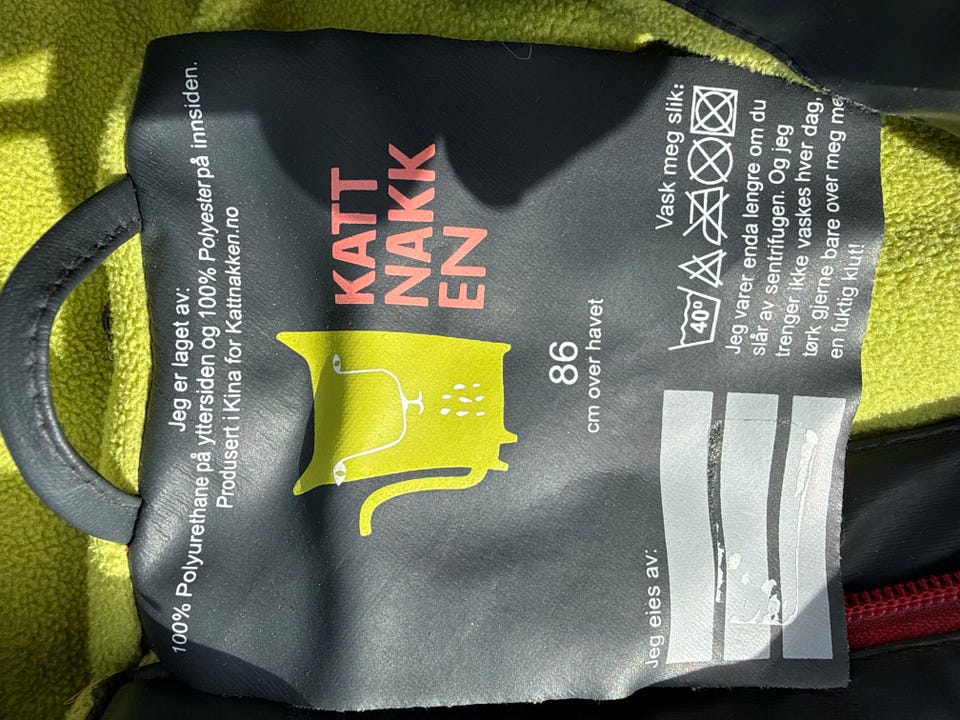 Jeg er laget av:
100% Polyurethane på yttersiden og 100% Polyester på innsiden.
Produsert i Kina for Kattnakken.no
KATT
NAKK
EN
86
cm over havet
Jeg eies av:
Vask meg slik:
40°
Jeg varer enda lengre om du
slår av sentrifugen. Og jeg
trenger ikke vaskes hver dag,
tørk gjerne bare over meg me
en fuktig klut!